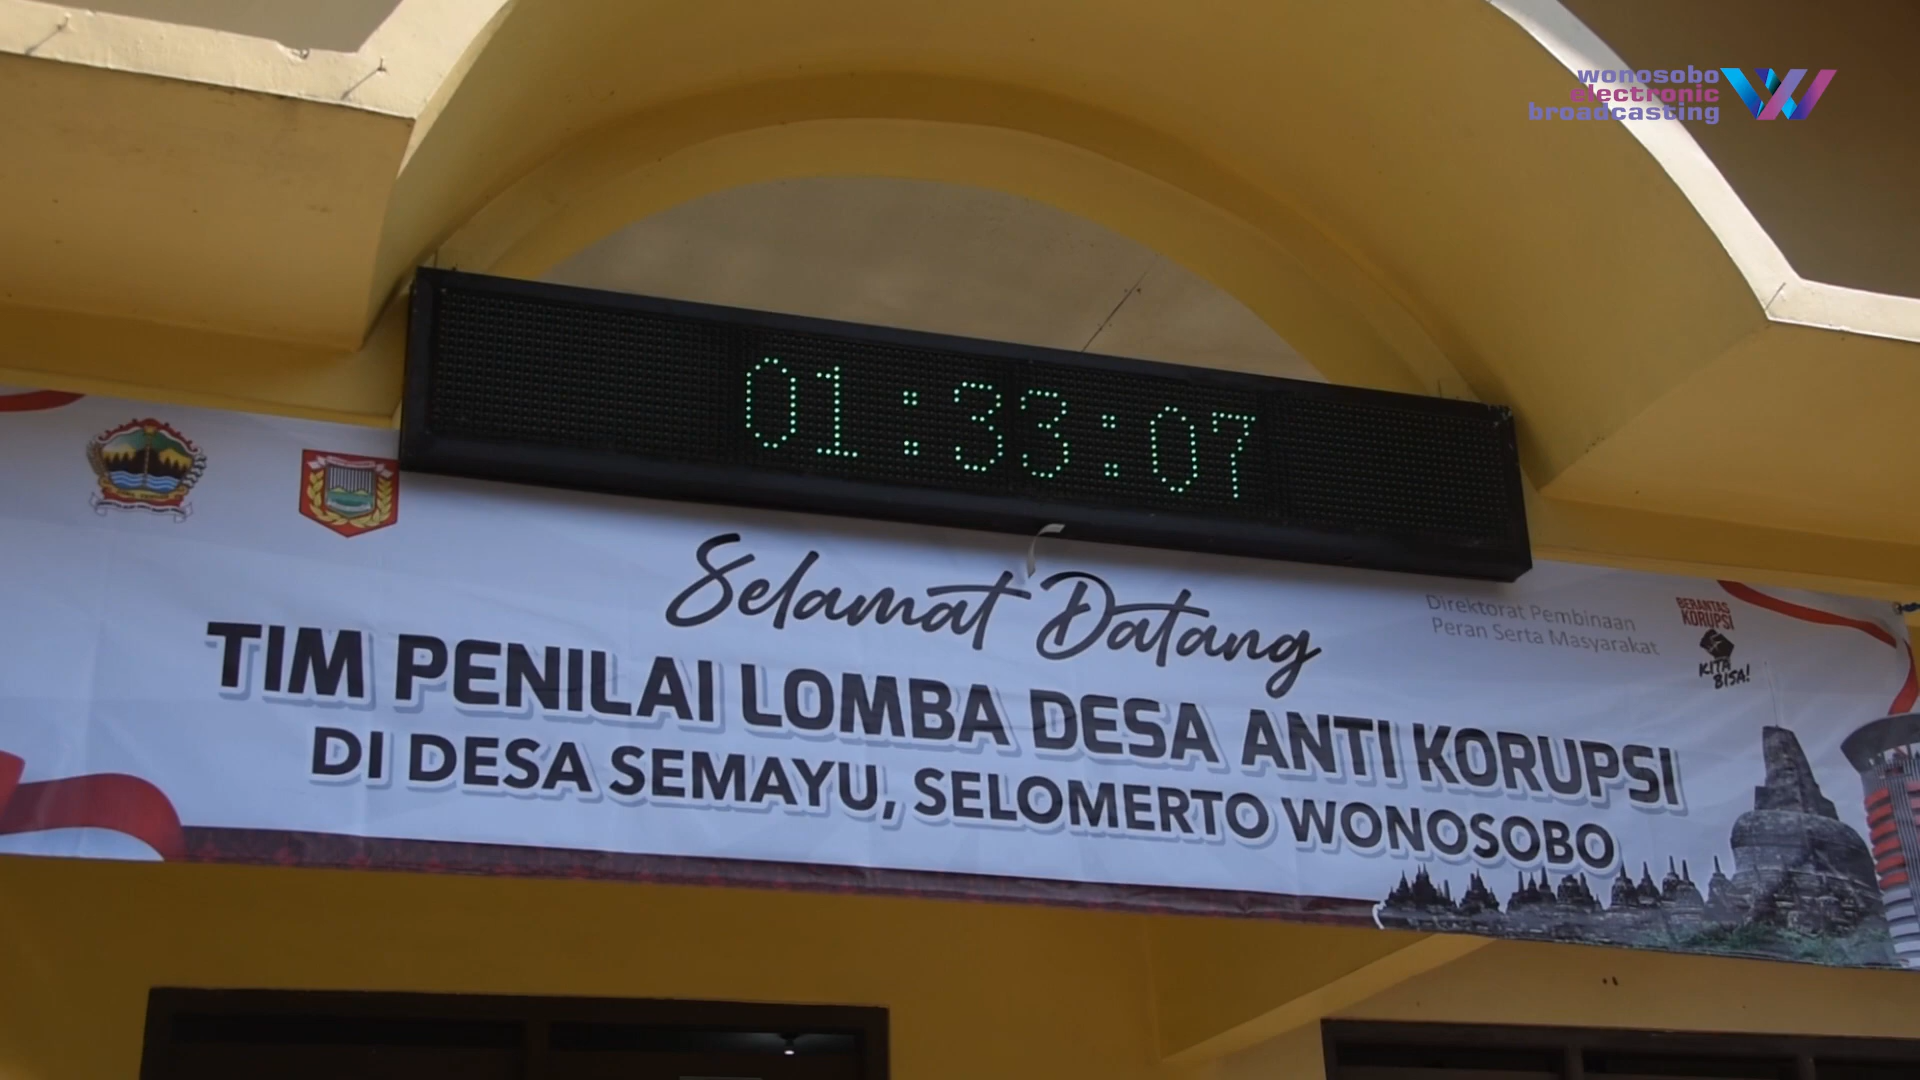 wonosobo
electronic
broadcasting
01:33:07
Selamat Datang
TIM PENILAI LOMBA DESA ANTI KORUPSI
DI DESA SEMAYU, SELOMERTO WONOSOBO
Direktorat Pembinaan
Peran Serta Masyarakat
BERANTAS
KORUPSI
KITA
BISA!